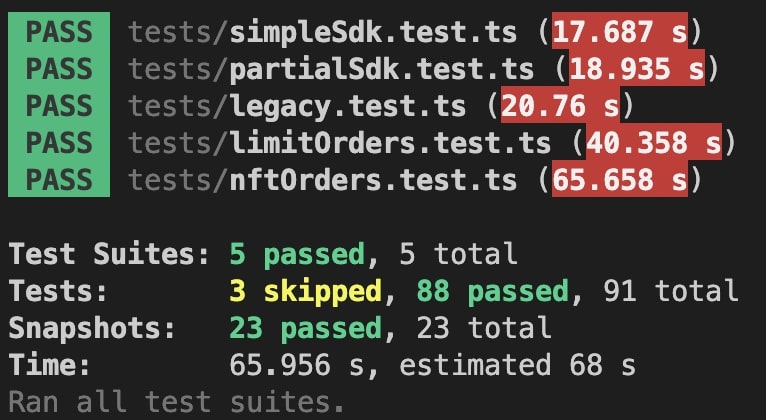 PASS tests/simpleSdk.test.ts (17.687 s)
PASS tests/partialSdk.test.ts (18.935 s)
PASS tests/legacy.test.ts (20.76 s)
PASS tests/limitOrders.test.ts (40.358 s)
PASS tests/nftOrders.test.ts (65.658 s)
Test Suites: 5 passed, 5 total
Tests: 3 skipped, 88 passed, 91 total
Snapshots: 23 passed, 23 total
Time: 65.956 s, estimated 68 s
Ran all test suites.